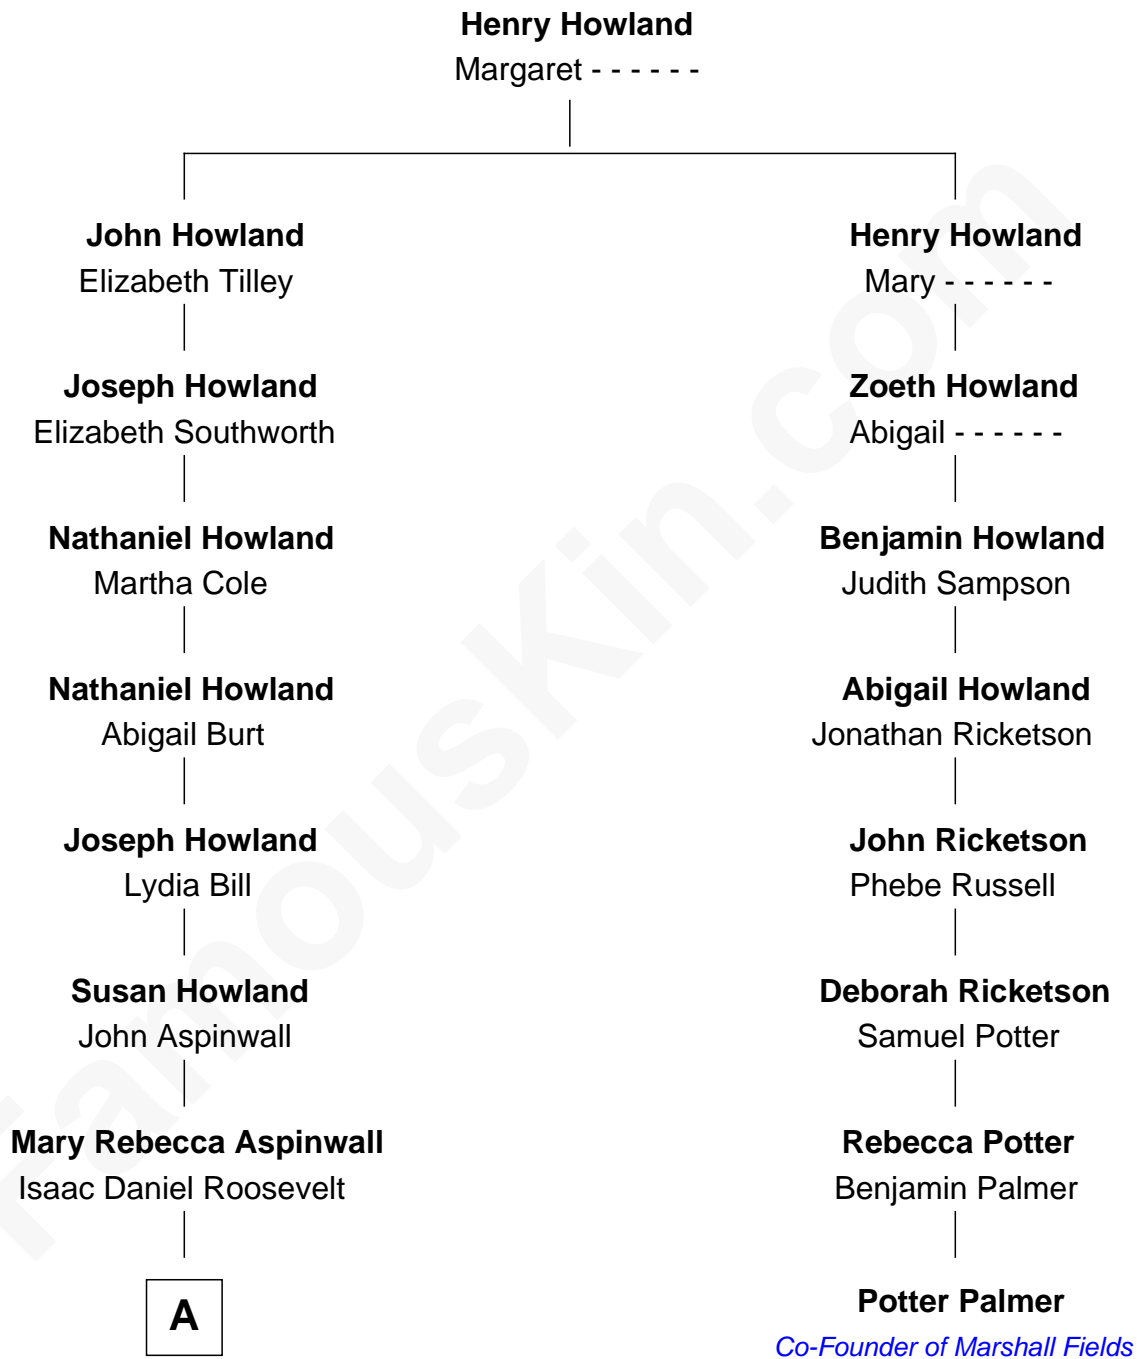 Henry Howland
Margaret - - - - - -
John Howland
Elizabeth Tilley
Henry Howland
Mary - - - - - -
Joseph Howland
Elizabeth Southworth
Zoeth Howland
Abigail - - - - - -
Nathaniel Howland
Martha Cole
Benjamin Howland
Judith Sampson
Nathaniel Howland
Abigail Burt
Abigail Howland
Jonathan Ricketson
Joseph Howland
Lydia Bill
John Ricketson
Phebe Russell
Susan Howland
John Aspinwall
Deborah Ricketson
Samuel Potter
Mary Rebecca Aspinwall
Isaac Daniel Roosevelt
Rebecca Potter
Benjamin Palmer
A
Potter Palmer
Co-Founder of Marshall Fields
FamousKin.com